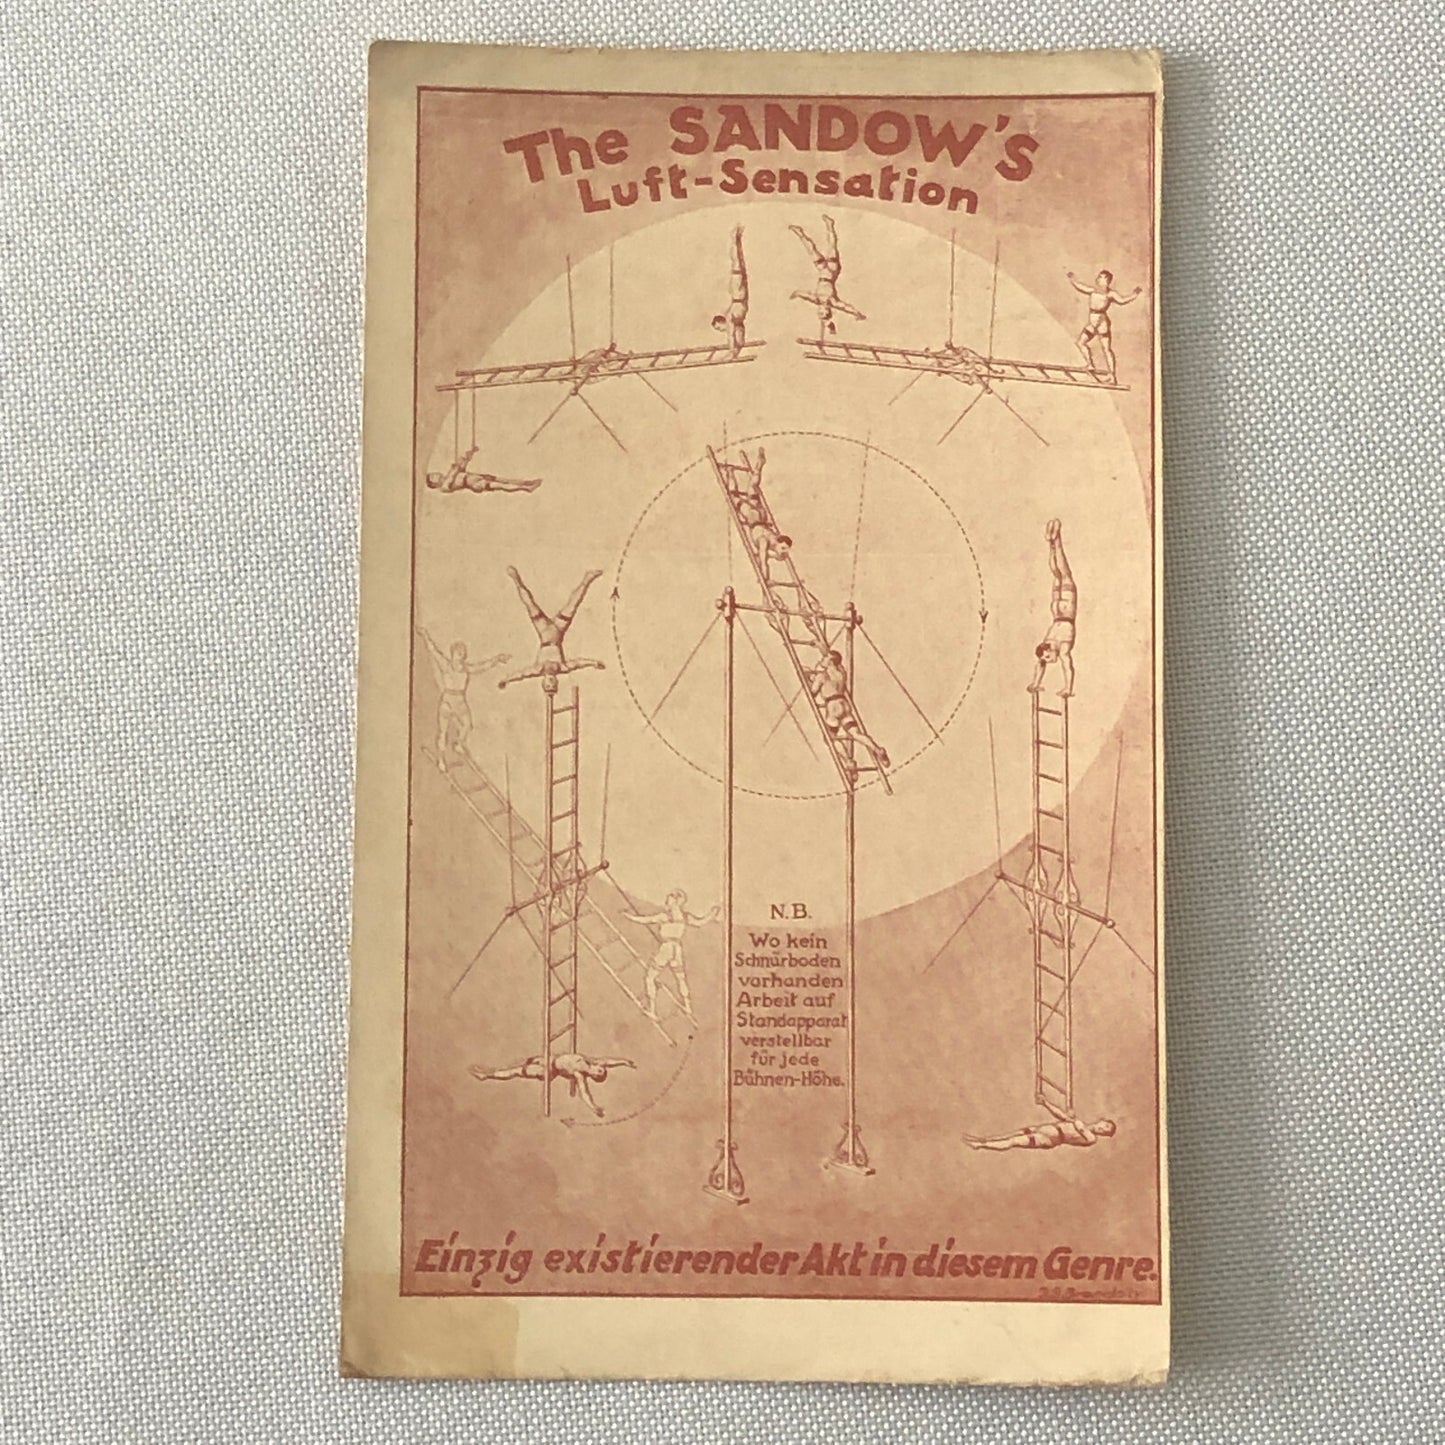 The SANDOW's
Luft-Sensation
N.B.
Wo kein
Schnürboden
vorhanden
Arbeit auf
Standapparat
verstellbar
für jede
Bühnen-Höhe.
Einzig existierender Akt in diesem Genre.